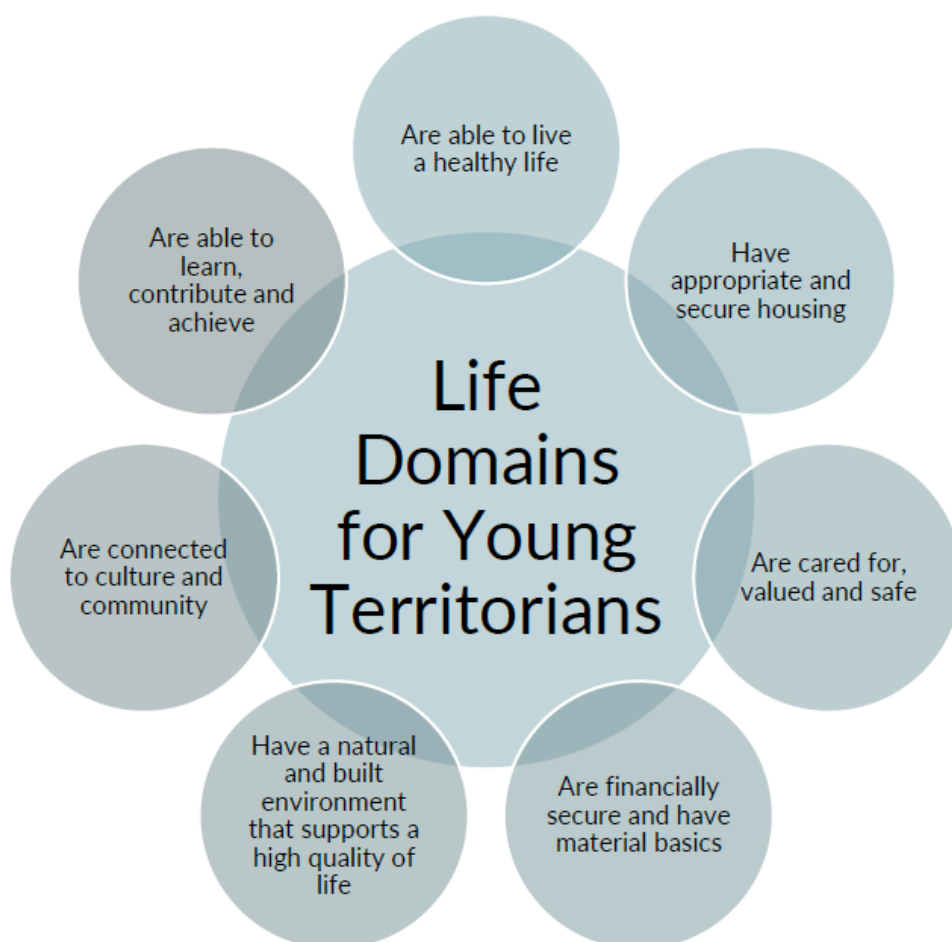 Are able to live
a healthy life
Have
appropriate and
secure housing
Are cared for,
valued and safe
Are financially
secure and have
material basics
Have a natural
and built
environment
that supports a
high quality of
life
Are connected
to culture and
community
Are able to
learn,
contribute and
achieve
Life
Domains
for Young
Territorians